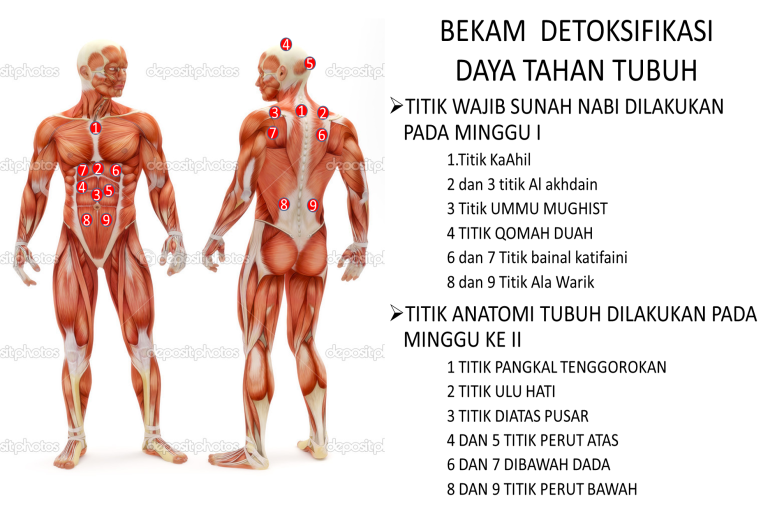 BEKAM DETOKSIFIKASI
DAYA TAHAN TUBUH
➢TITIK WAJIB SUNAH NABI DILAKUKAN
PADA MINGGU I
1.Titik KaAhil
2 dan 3 titik Al akhdain
3 Titik UMMU MUGHIST
4 TITIK QOMAH DUAH
6 dan 7 Titik bainal katifaini
8 dan 9 Titik Ala Warik
➢TITIK ANATOMI TUBUH DILAKUKAN PADA
MINGGU KE II
1 TITIK PANGKAL TENGGOROKAN
2 TITIK ULU HATI
3 TITIK DIATAS PUSAR
4 DAN 5 TITIK PERUT ATAS
6 DAN 7 DIBAWAH DADA
8 DAN 9 TITIK PERUT BAWAH
1
7 2 6
4 3 5
8 9
4
5
3 1 2
7 6
8 9
depositphotos